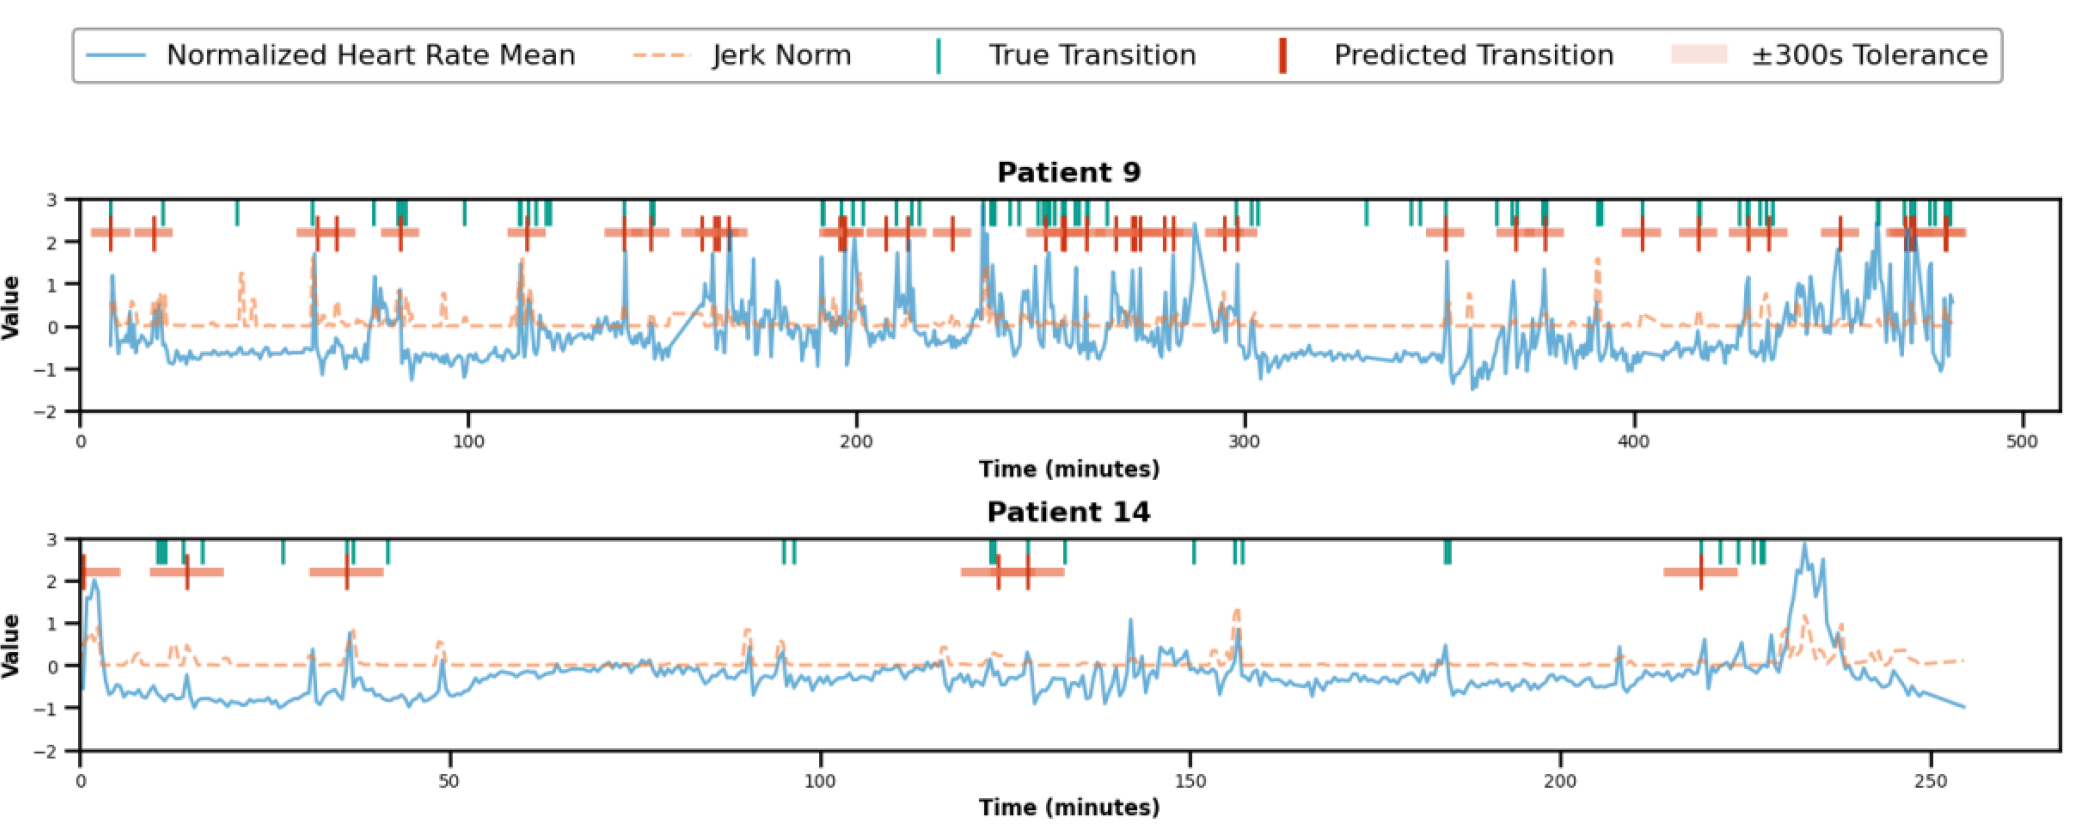 Normalized Heart Rate Mean Jerk Norm True Transition Predicted Transition ±300s Tolerance
Patient 9
Value
3
2
1
0
−1
−2
0 100 200 300 400 500
Time (minutes)
Patient 14
Value
3
2
1
0
−1
−2
0 50 100 150 200 250
Time (minutes)